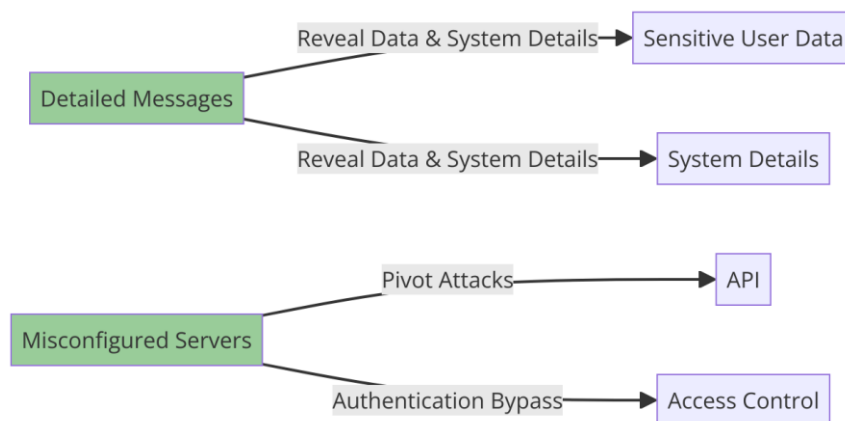 Reveal Data & System Details
Sensitive User Data
Detailed Messages
Reveal Data & System Details
System Details
Pivot Attacks
API
Misconfigured Servers
Authentication Bypass
Access Control